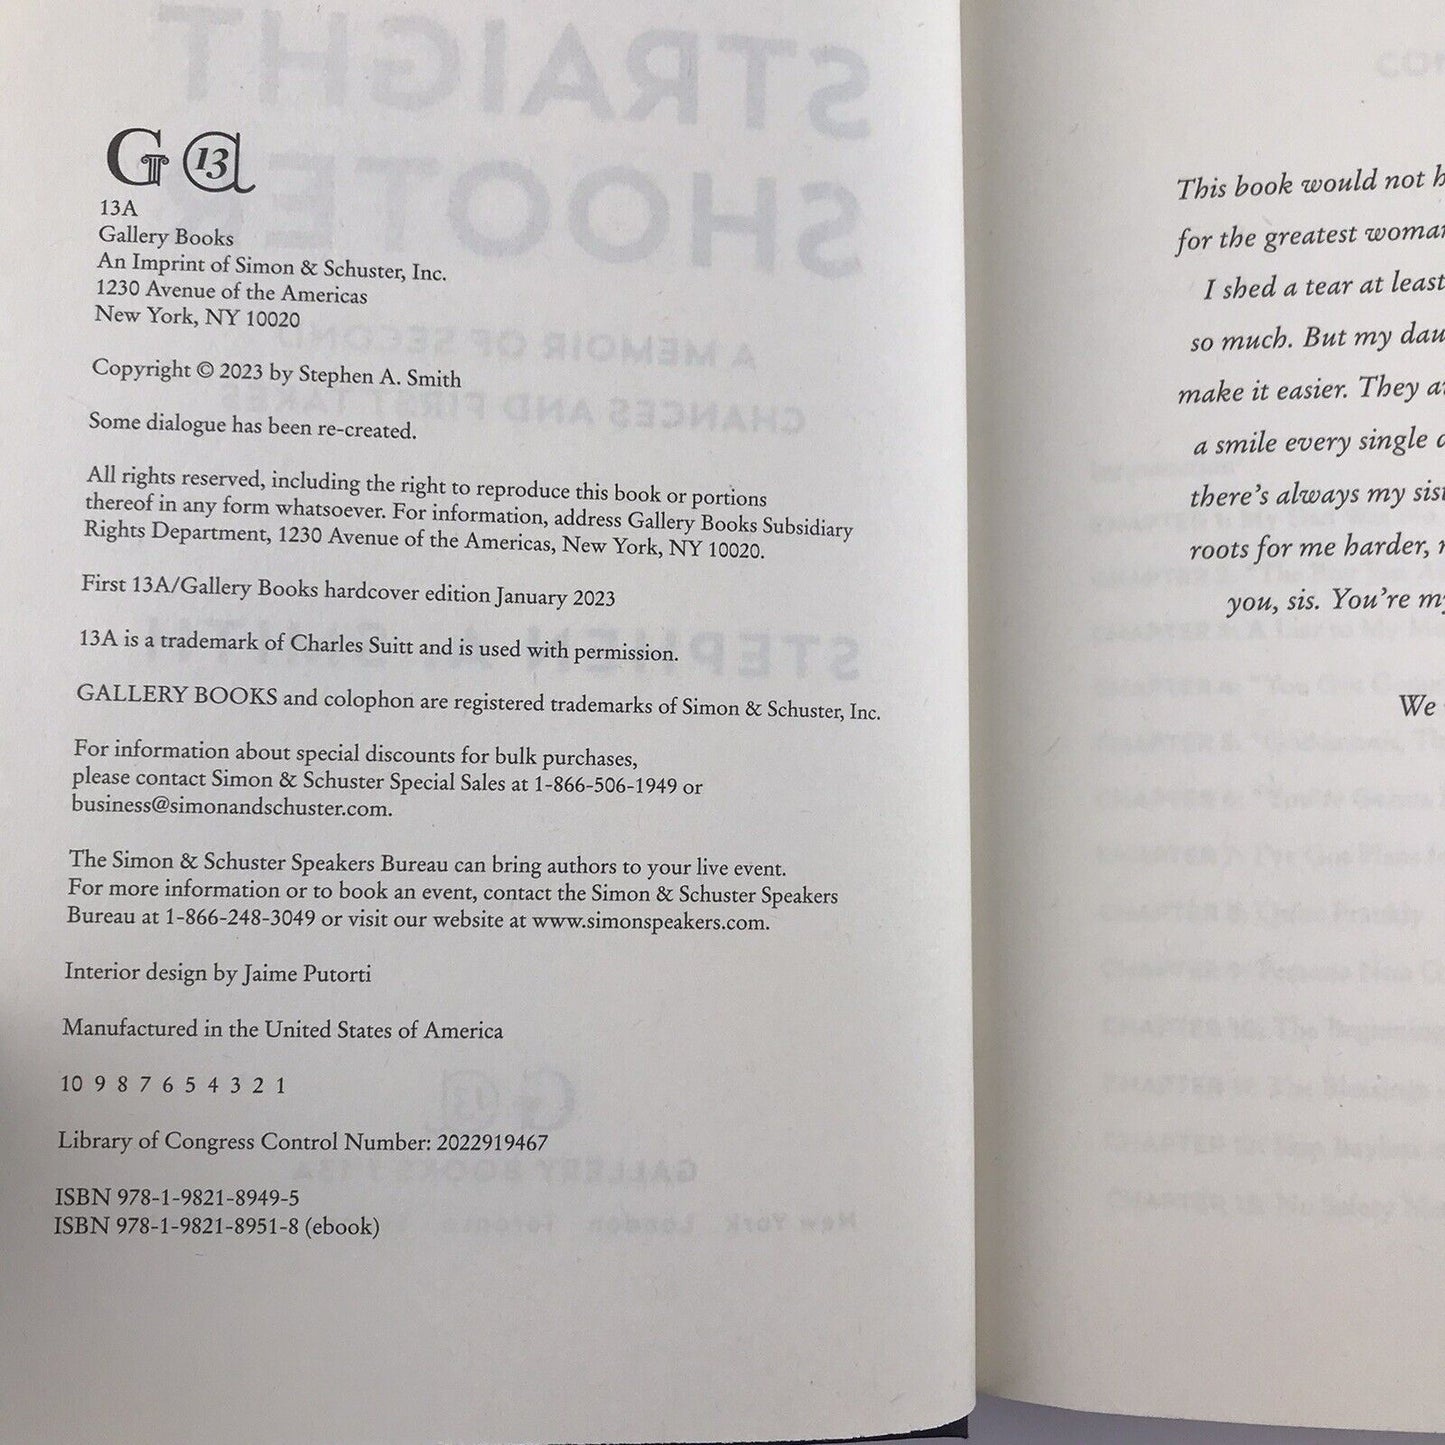 G 13a
13A
Gallery Books
An Imprint of Simon & Schuster, Inc.
1230 Avenue of the Americas
New York, NY 10020
Copyright © 2023 by Stephen A. Smith
Some dialogue has been re-created.
All rights reserved, including the right to reproduce this book or portions
thereof in any form whatsoever. For information, address Gallery Books Subsidiary
Rights Department, 1230 Avenue of the Americas, New York, NY 10020.
First 13A/Gallery Books hardcover edition January 2023
13A is a trademark of Charles Suitt and is used with permission.
GALLERY BOOKS and colophon are registered trademarks of Simon & Schuster, Inc.
For information about special discounts for bulk purchases,
please contact Simon & Schuster Special Sales at 1-866-506-1949 or
business@simonandschuster.com.
The Simon & Schuster Speakers Bureau can bring authors to your live event.
For more information or to book an event, contact the Simon & Schuster Speakers
Bureau at 1-866-248-3049 or visit our website at www.simonspeakers.com.
Interior design by Jaime Putorti
Manufactured in the United States of America
10 9 8 7 6 5 4 3 2 1
Library of Congress Control Number: 2022919467
ISBN 978-1-9821-8949-5
ISBN 978-1-9821-8951-8 (ebook)
This book would not
for the greatest
I shed a tear at least
so much. But my
make it easier. They
a smile every single
there's always my
roots for me harder,
you, sis. You're
We